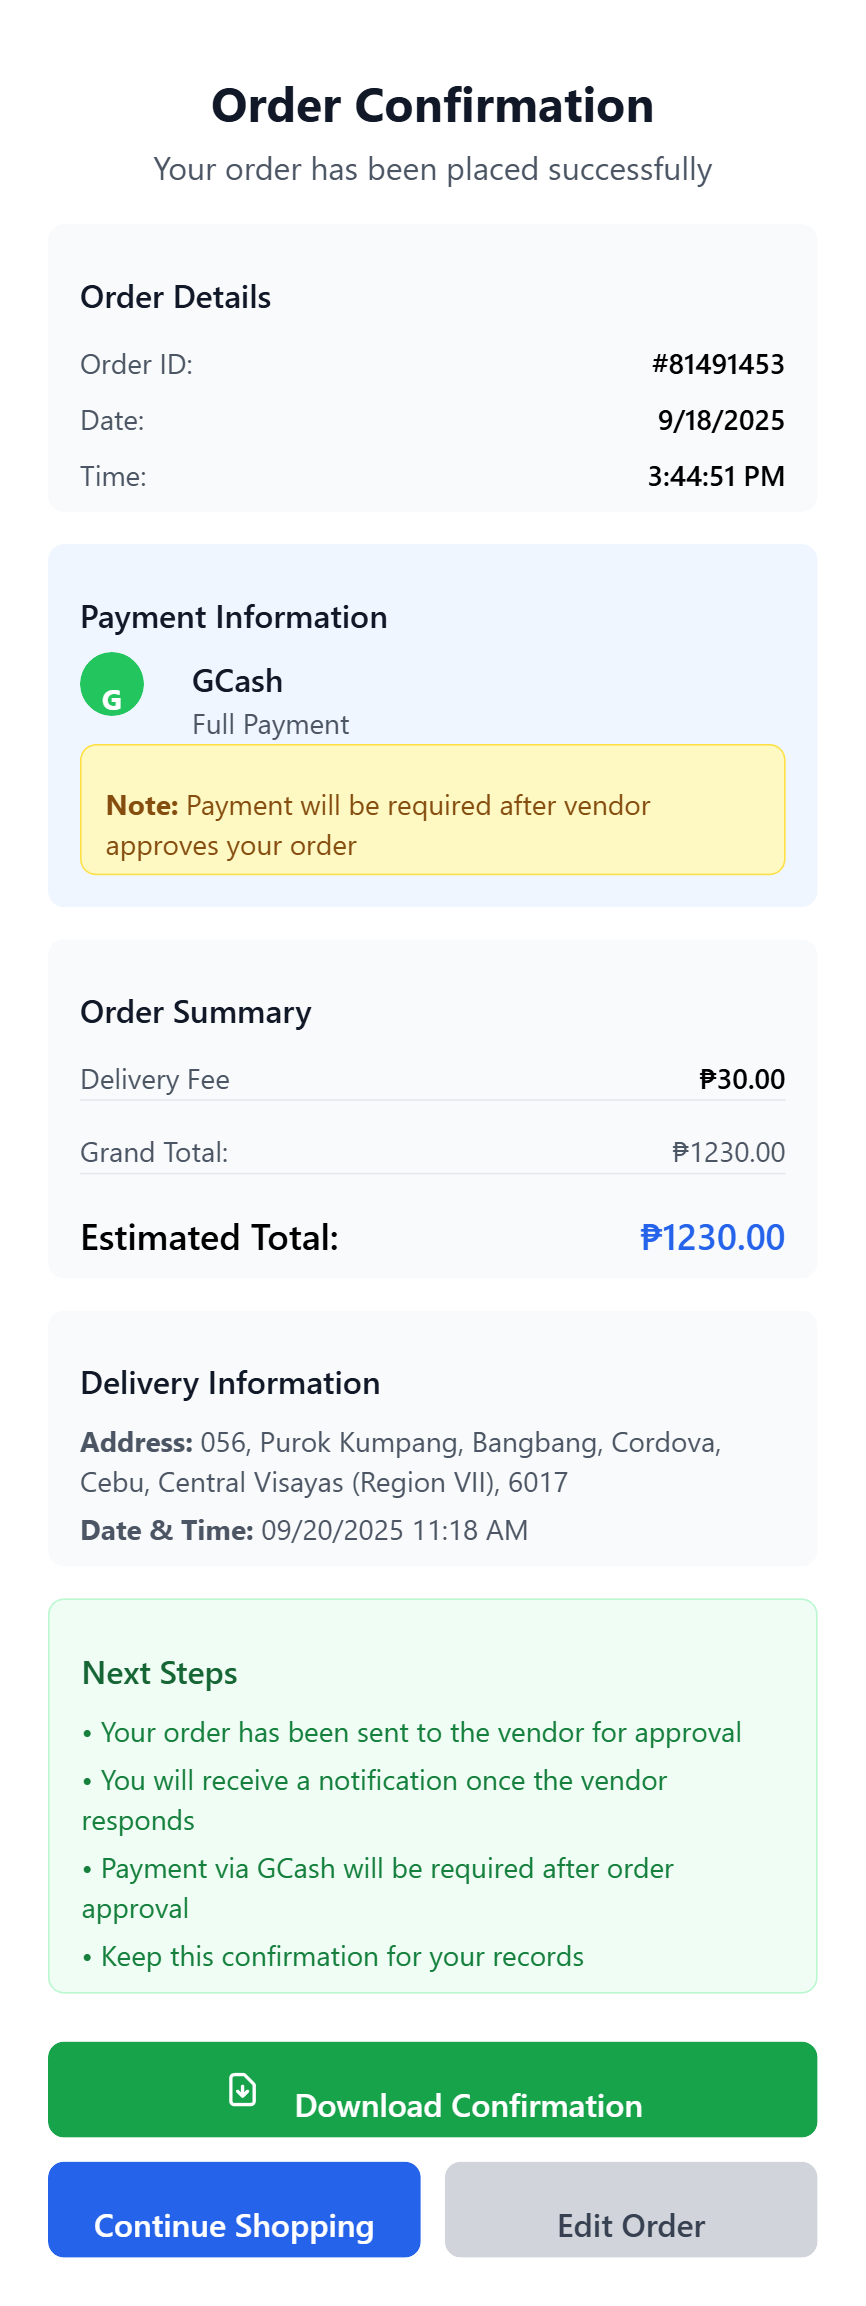 Order Confirmation
Your order has been placed successfully
Order Details
Order ID: #81491453
Date: 9/18/2025
Time: 3:44:51 PM
Payment Information
G
GCash
Full Payment
Note: Payment will be required after vendor
approves your order
Order Summary
Delivery Fee ₱30.00
Grand Total: ₱1230.00
Estimated Total: ₱1230.00
Delivery Information
Address: 056, Purok Kumpang, Bangbang, Cordova,
Cebu, Central Visayas (Region VII), 6017
Date & Time: 09/20/2025 11:18 AM
Next Steps
• Your order has been sent to the vendor for approval
• You will receive a notification once the vendor
responds
• Payment via GCash will be required after order
approval
• Keep this confirmation for your records
Download Confirmation
Continue Shopping
Edit Order